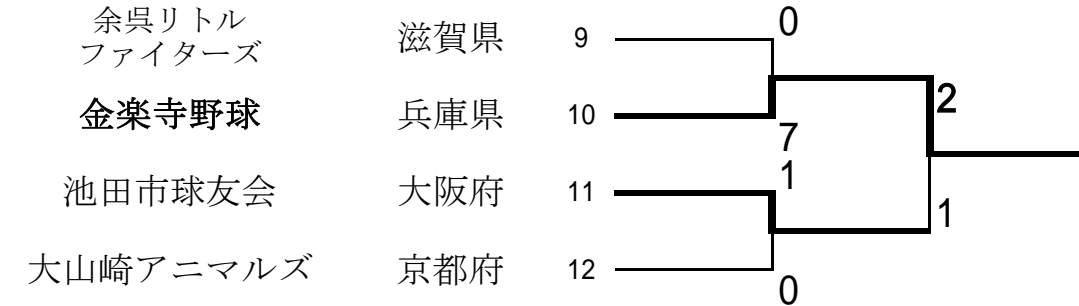 余呉リトル
ファイターズ 滋賀県 9 0
金楽寺野球 兵庫県 10 7 2
池田市球友会 大阪府 11 1 1
大山崎アニマルズ 京都府 12 0